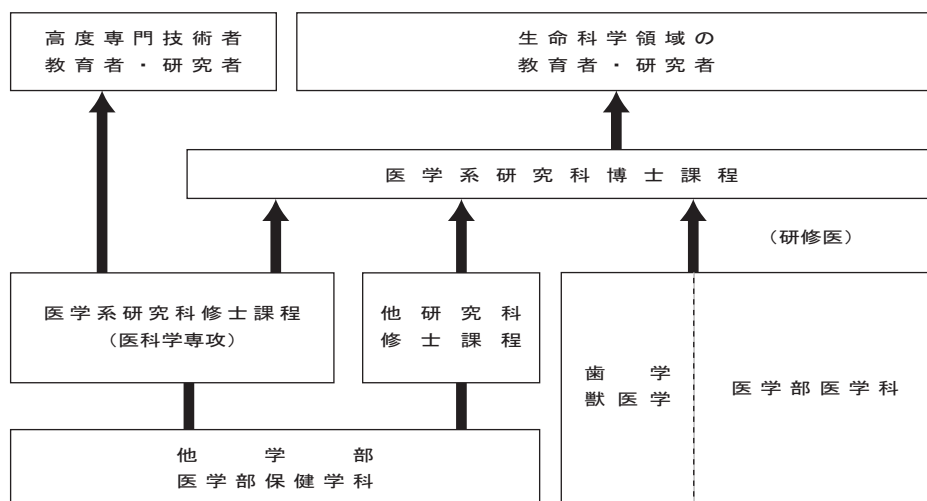 高度専門技術者
教育者・研究者
生命科学領域の
教育者・研究者
医学系研究科博士課程
（研修医）
医学系研究科修士課程
（医科学専攻）
他研究科
修士課程
歯学
獣医学
医学部医学科
他学部
医学部保健学科